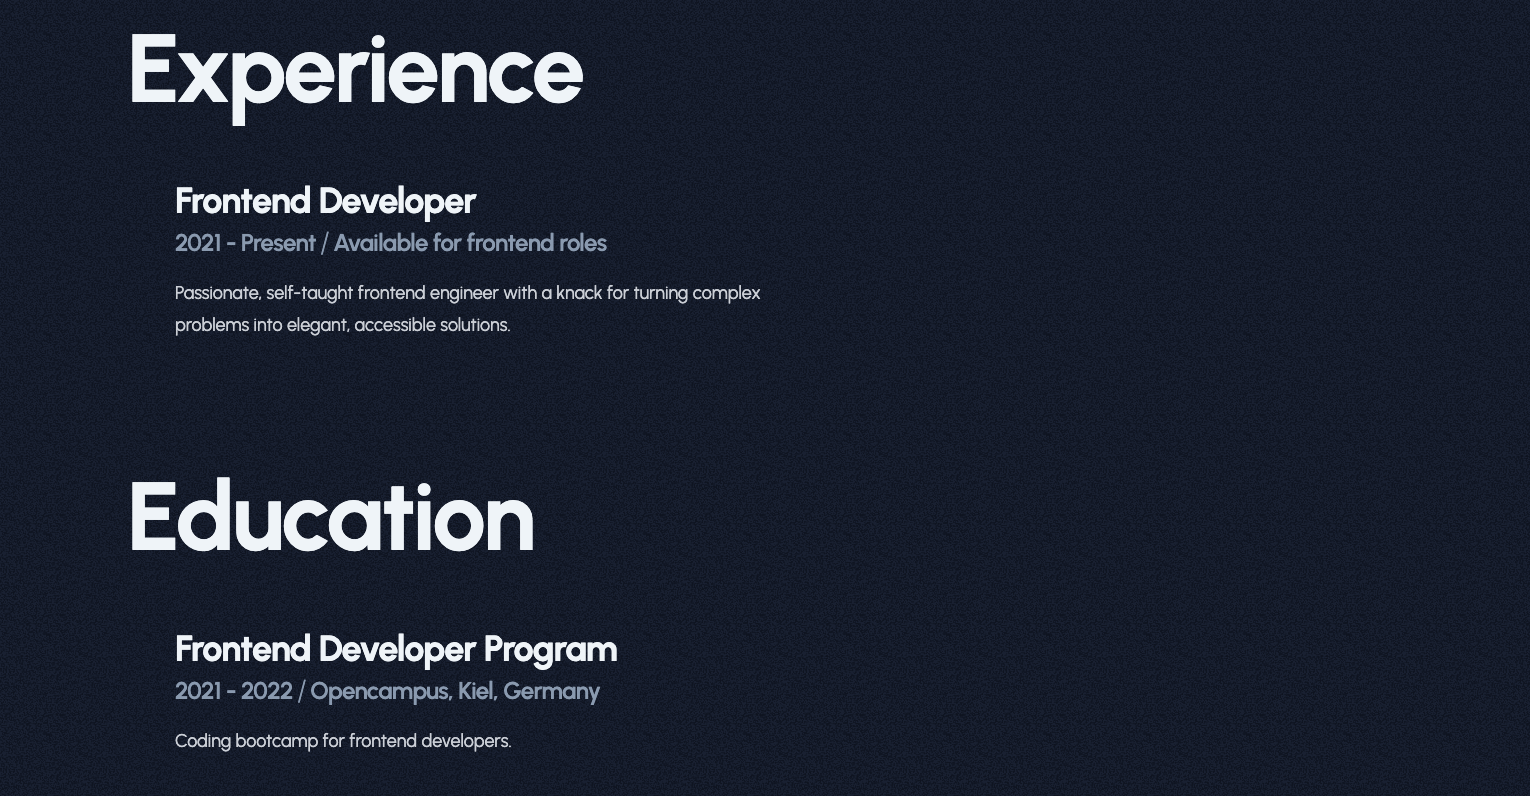 Experience
Frontend Developer
2021 - Present / Available for frontend roles
Passionate, self-taught frontend engineer with a knack for turning complex
problems into elegant, accessible solutions.
Education
Frontend Developer Program
2021 - 2022 / Opencampus, Kiel, Germany
Coding bootcamp for frontend developers.